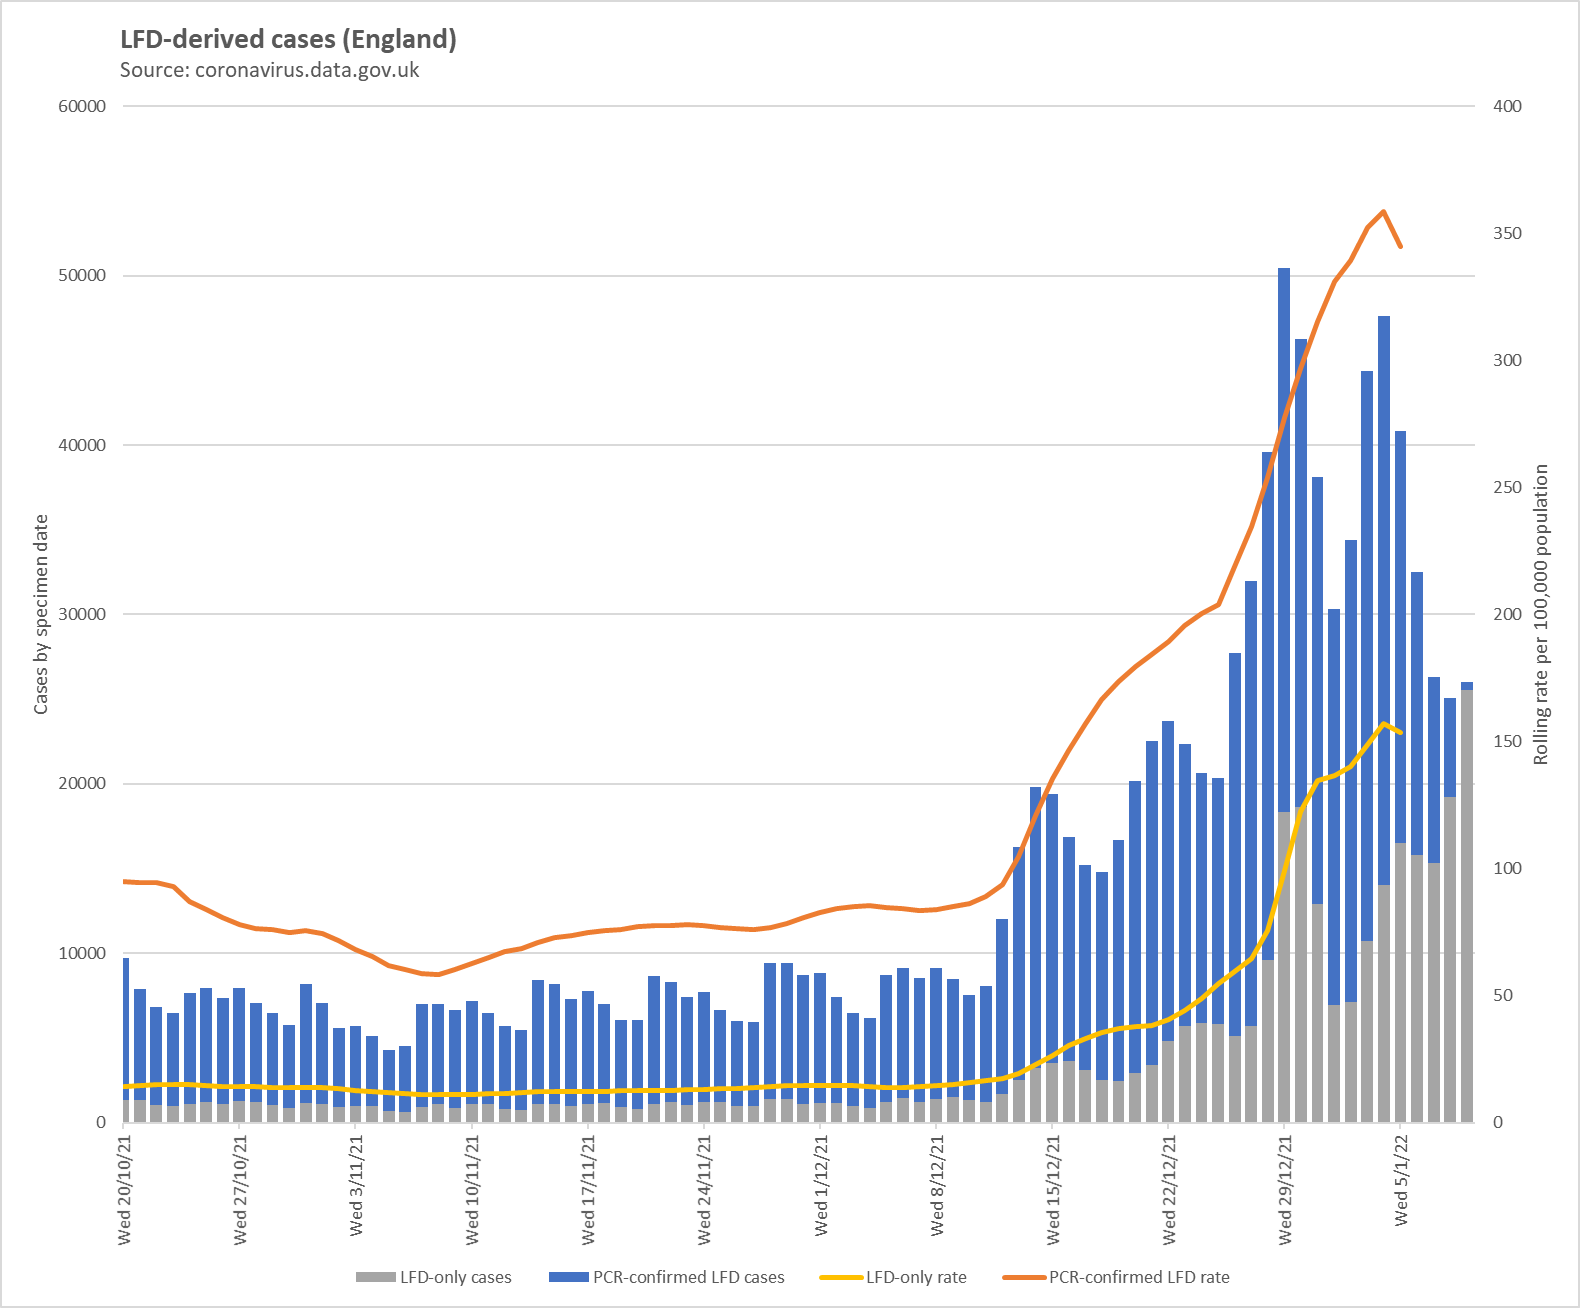 LFD-derived cases (England)
Source: coronavirus.data.gov.uk
60000
50000
40000
30000
20000
10000
0
Cases by specimen date
400
350
300
250
200
150
100
50
0
Rolling rate per 100,000 population
Wed 20/10/21
Wed 27/10/21
Wed 3/11/21
Wed 10/11/21
Wed 17/11/21
Wed 24/11/21
Wed 1/12/21
Wed 8/12/21
Wed 15/12/21
Wed 22/12/21
Wed 29/12/21
Wed 5/1/22
LFD-only cases
PCR-confirmed LFD cases
LFD-only rate
PCR-confirmed LFD rate